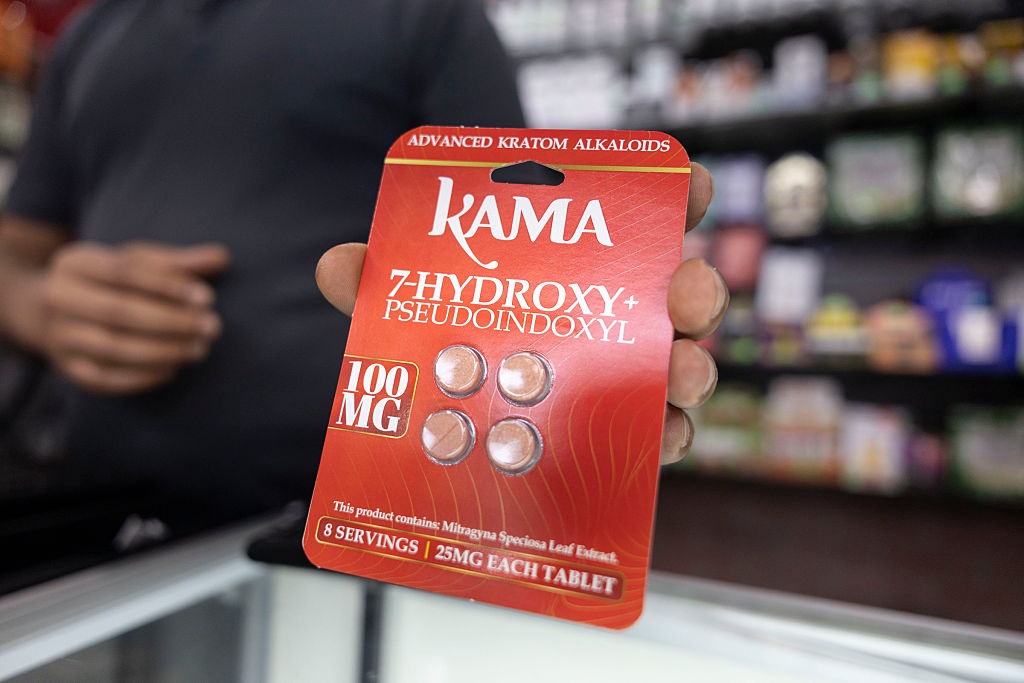 ADVANCED KRATOM ALKALOIDS
KAMA
7-HYDROXY+
PSEUDOINDOXYL
100
MG
This product contains: Mitragyna Speciosa Leaf Extract.
8 SERVINGS | 25MG EACH TABLET